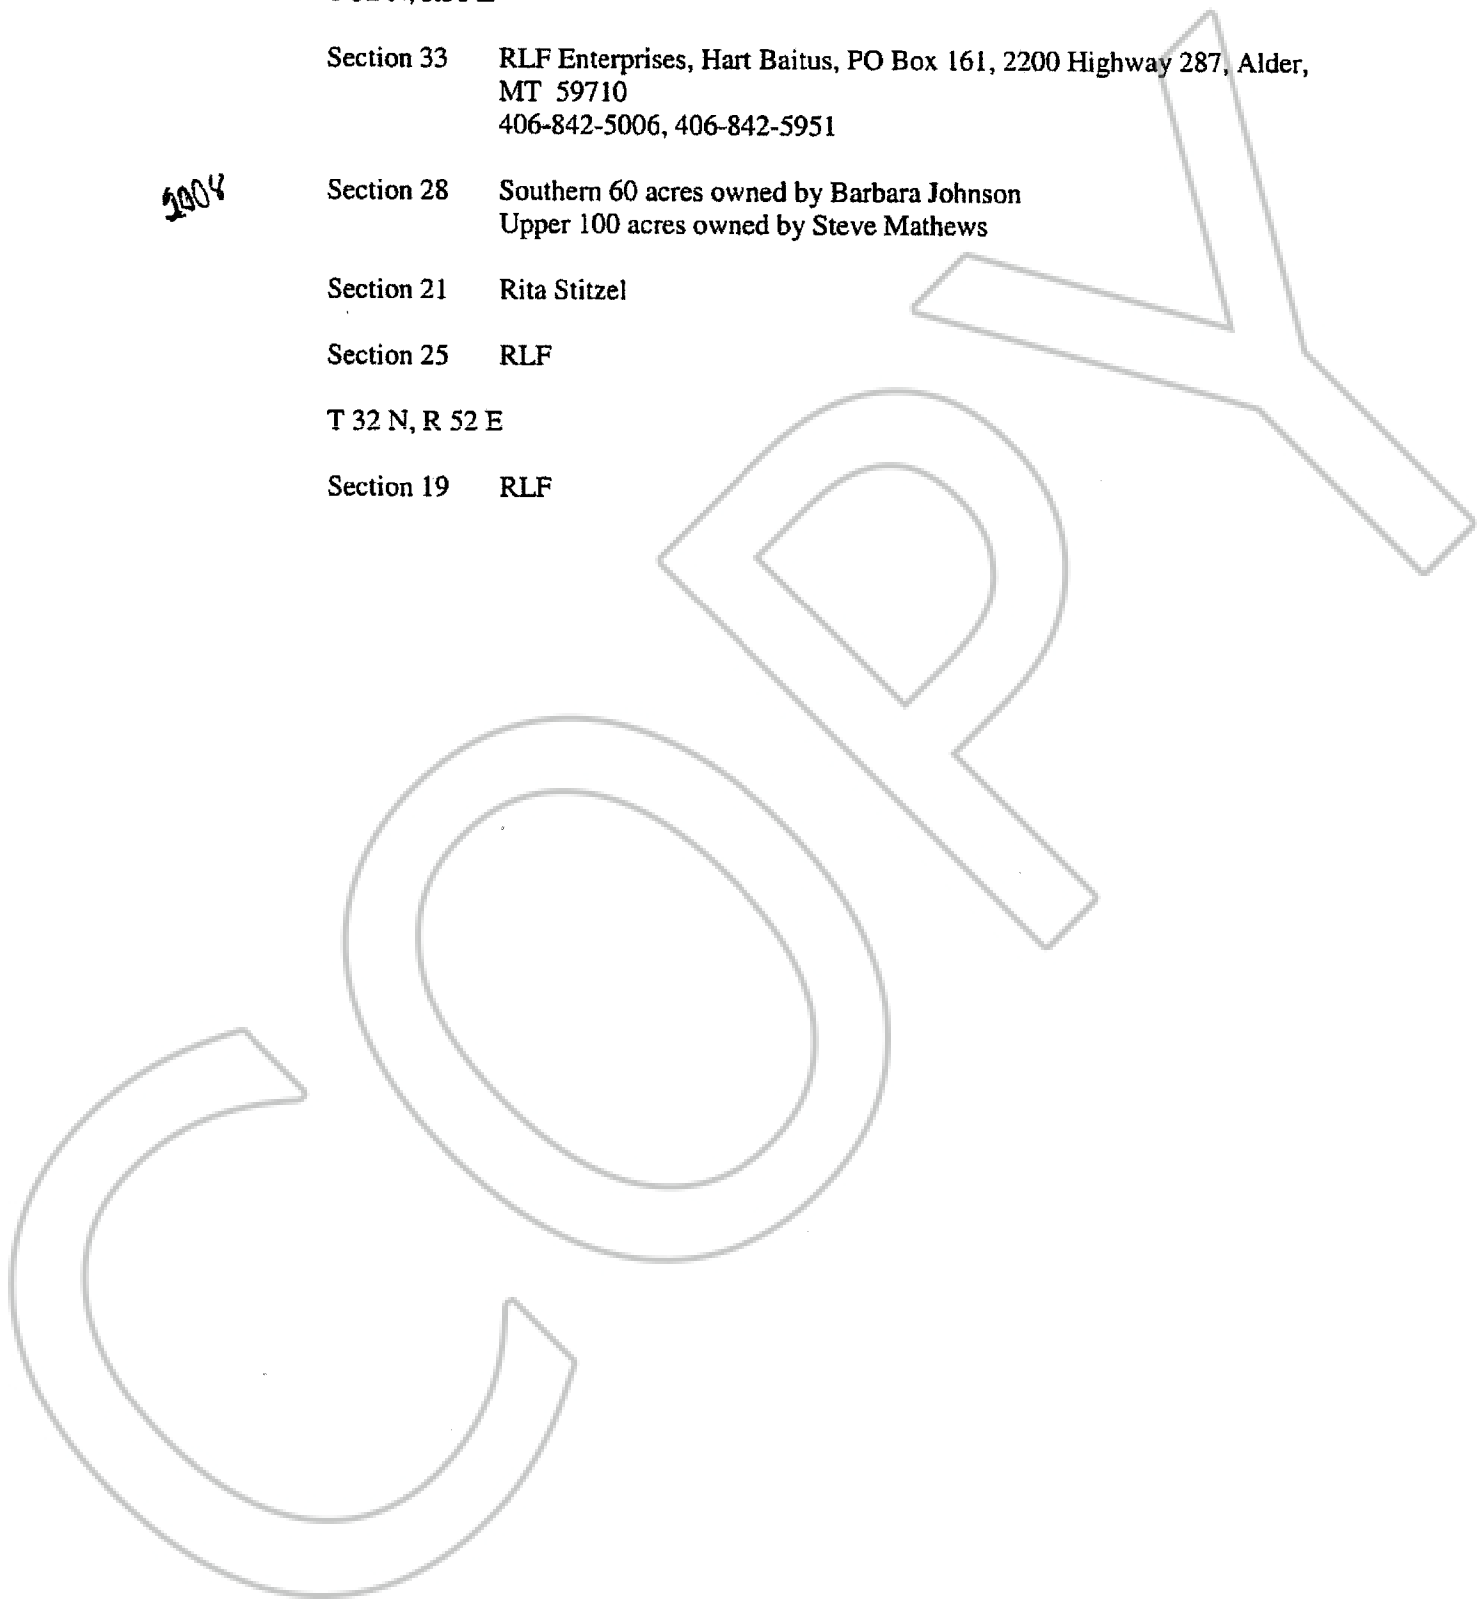 Section 33 RLF Enterprises, Hart Baitus, PO Box 161, 2200 Highway 287, Alder,
MT 59710
406-842-5006, 406-842-5951
Section 28 Southern 60 acres owned by Barbara Johnson
Upper 100 acres owned by Steve Mathews
Section 21 Rita Stitzel
Section 25 RLF
T 32 N, R 52 E
Section 19 RLF
COPY